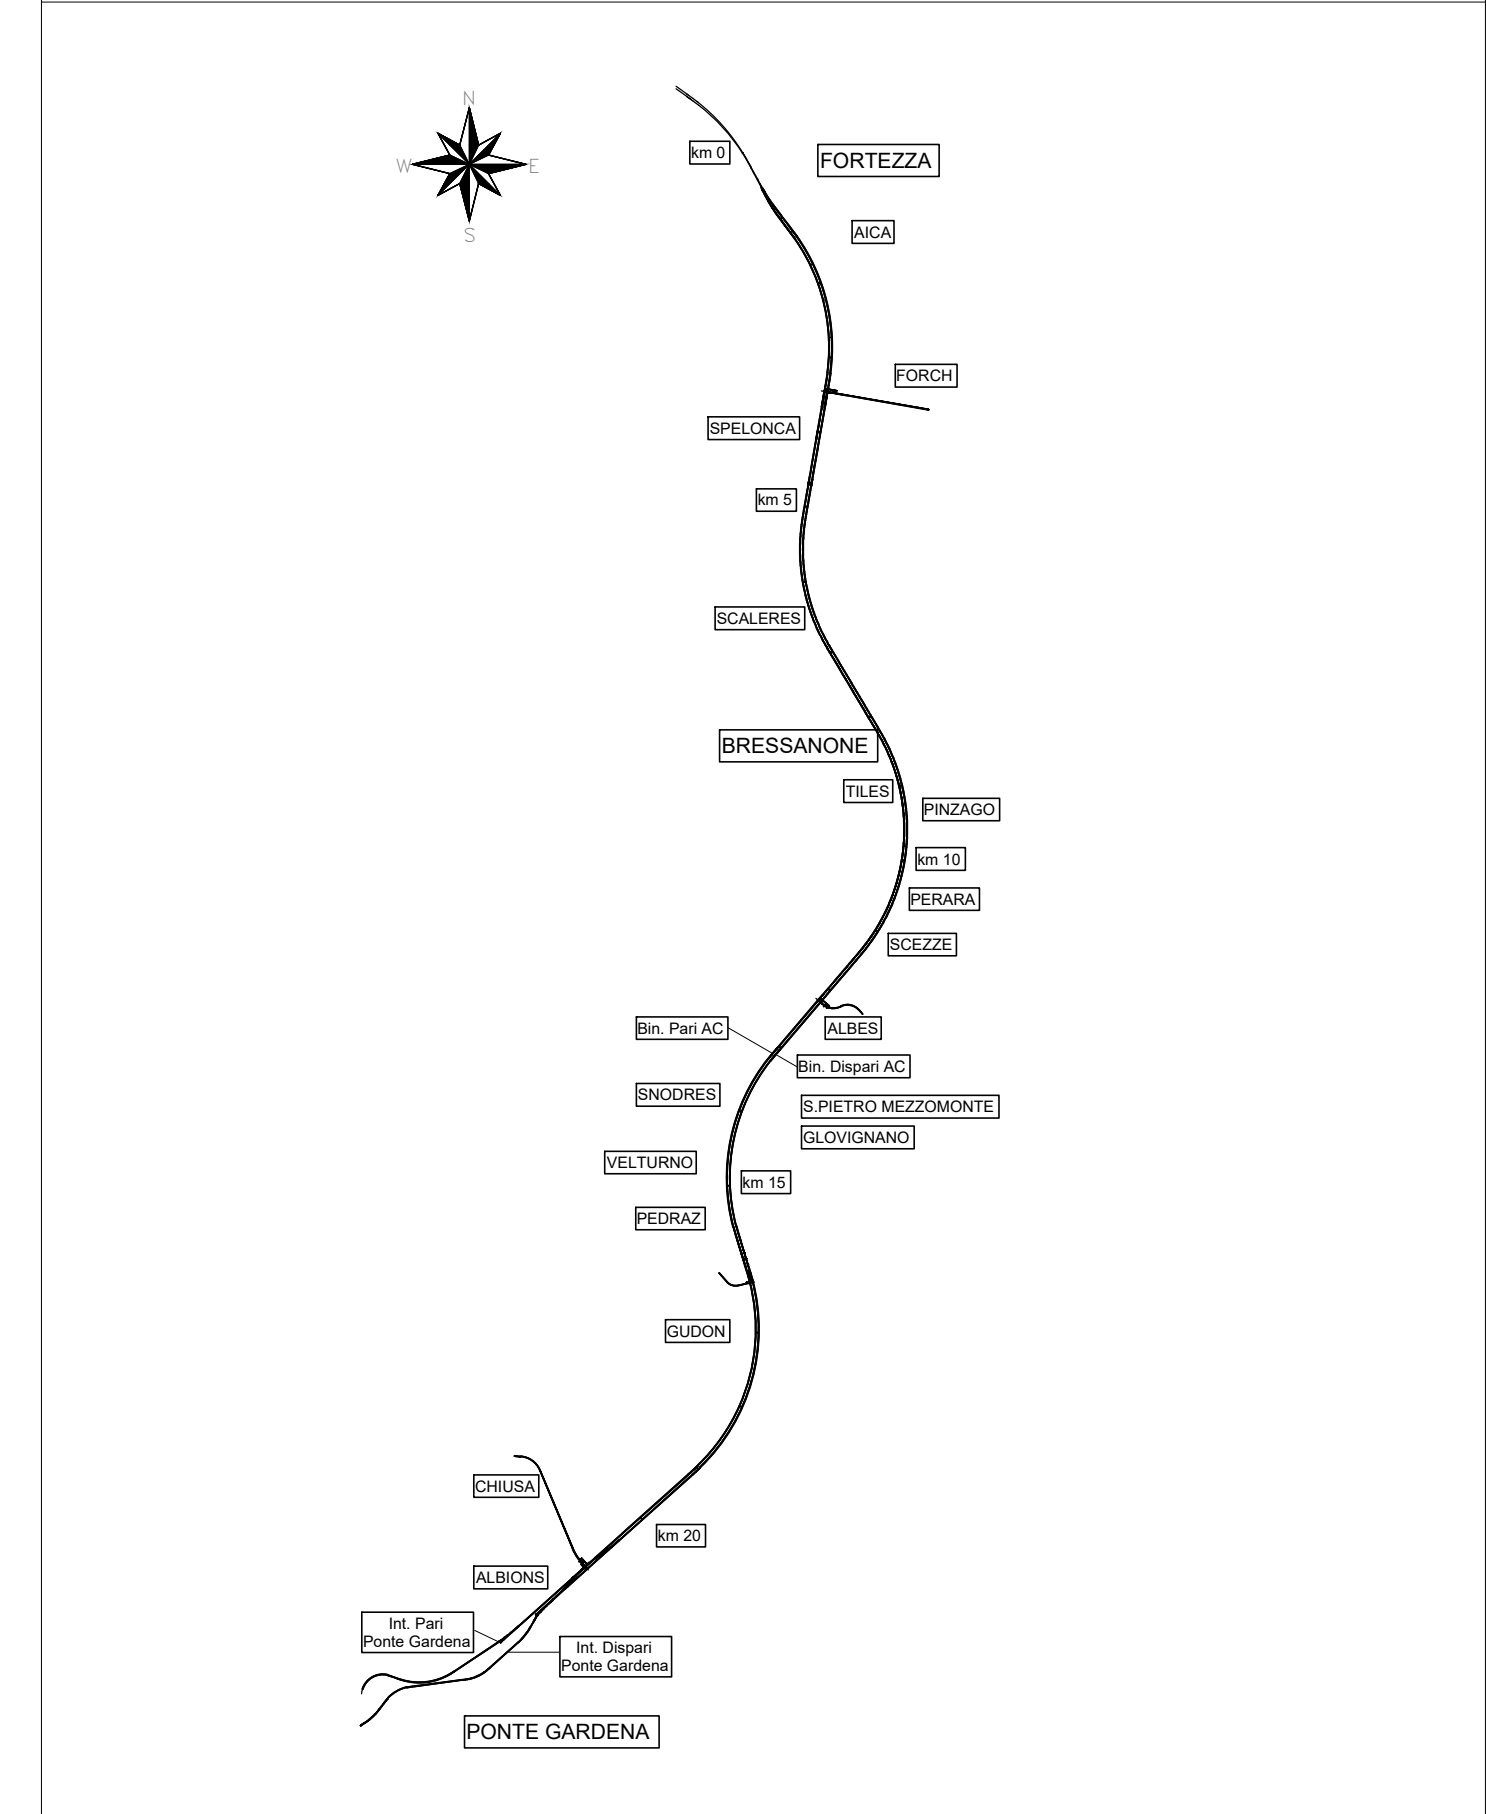 N
km 0
FORTEZZA
W
E
AICA
S
FORCH
SPELONCA
km 5
SCALERES
BRESSANONE
TILES
PINZAGO
km 10
PERARA
SCEZZE
Bin. Pari AC
ALBES
Bin. Dispari AC
SNODRES
S.PIETRO MEZZOMONTE
GLOVIGNANO
VELTURNO
km 15
PEDRAZ
GUDON
CHIUSA
km 20
ALBIONS
Int. Pari
Ponte Gardena
Int. Dispari
Ponte Gardena
PONTE GARDENA